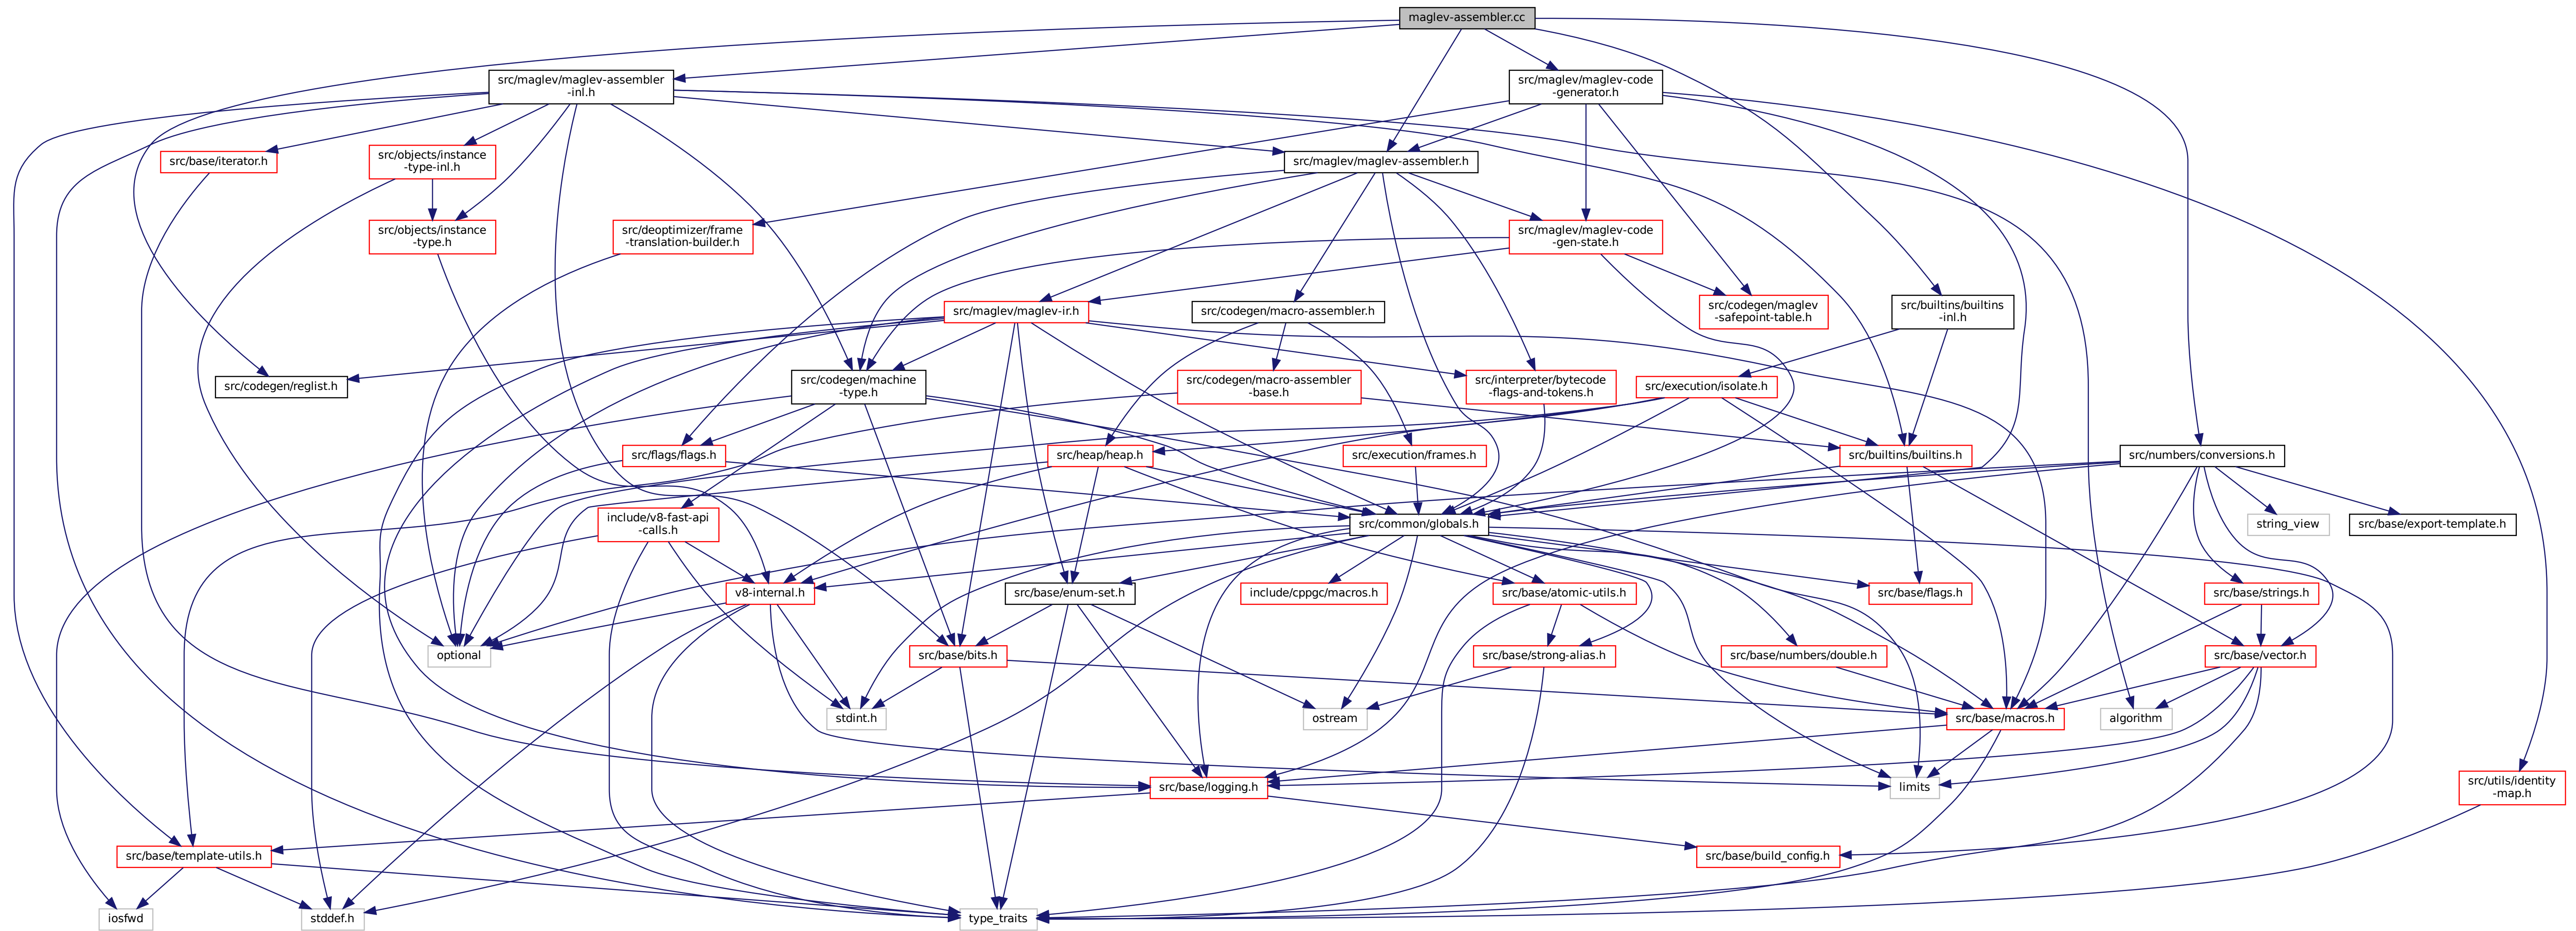 maglev-assembler.cc
src/maglev/maglev-assembler
-inl.h
src/maglev/maglev-code
-generator.h
src/base/iterator.h
src/objects/instance
-type-inl.h
src/maglev/maglev-assembler.h
src/objects/instance
-type.h
src/deoptimizer/frame
-translation-builder.h
src/maglev/maglev-code
-gen-state.h
src/maglev/maglev-ir.h
src/codegen/macro-assembler.h
src/codegen/maglev
-safepoint-table.h
src/builtins/builtins
-inl.h
src/codegen/reglist.h
src/codegen/machine
-type.h
src/codegen/macro-assembler
-base.h
src/interpreter/bytecode
-flags-and-tokens.h
src/execution/isolate.h
src/flags/flags.h
src/heap/heap.h
src/execution/frames.h
src/builtins/builtins.h
src/numbers/conversions.h
include/v8-fast-api
-calls.h
src/common/globals.h
string_view
src/base/export-template.h
v8-internal.h
src/base/enum-set.h
include/cppgc/macros.h
src/base/atomic-utils.h
src/base/flags.h
src/base/strings.h
optional
src/base/bits.h
src/base/strong-alias.h
src/base/numbers/double.h
src/base/vector.h
stdint.h
ostream
src/base/macros.h
algorithm
src/base/logging.h
limits
src/utils/identity
-map.h
src/base/template-utils.h
src/base/build_config.h
iosfwd
stddef.h
type_traits